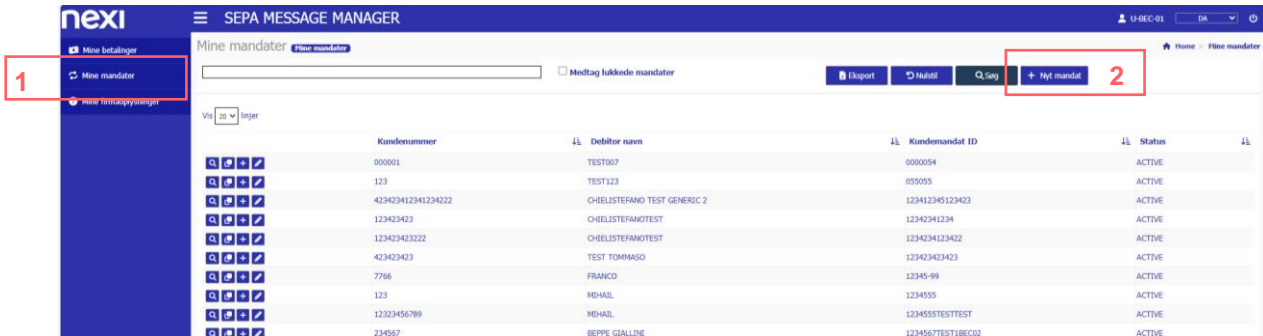 nexi
SEPA MESSAGE MANAGER
U-BEC-01
DA
Mine betalinger
Mine mandater
Mine firmaoplysninger
1
Mine mandater Mine mandater
Home > Mine mandater
Medtag lukkede mandater
Eksport
Nulstil
Søg
+ Nyt mandat
2
Vis 20 linjer
Kundenummer Debitor navn Kundemandat ID Status
000001 TEST007 0000054 ACTIVE
123 TEST123 055055 ACTIVE
423423412341234222 CHIELISTEFANO TEST GENERIC 2 123412345123423 ACTIVE
123423423 CHIELISTEFANOTEST 12342341234 ACTIVE
123423423222 CHIELISTEFANOTEST 1234234123422 ACTIVE
423423423 TEST TOMMASO 123423423423 ACTIVE
7766 FRANCO 12345-99 ACTIVE
123 MIHAIL 1234555 ACTIVE
12323456789 MIHAIL 1234555TESTTEST ACTIVE
234567 BEPPE GIALLINI 1234567TEST1BEC02 ACTIVE